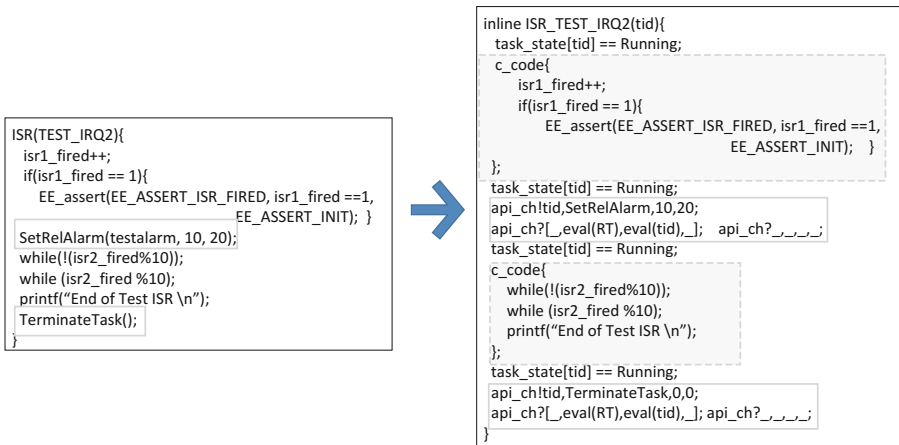 ISR(TEST_IRQ2){
isr1_fired++;
if(isr1_fired == 1){
EE_assert(EE_ASSERT_ISR_FIRED, isr1_fired ==1,
EE_ASSERT_INIT); }
SetRelAlarm(testalarm, 10, 20);
while(!(isr2_fired%10));
while (isr2_fired %10);
printf(“End of Test ISR \n”);
TerminateTask();
}
inline ISR_TEST_IRQ2(tid){
task_state[tid] == Running;
c_code{
isr1_fired++;
if(isr1_fired == 1){
EE_assert(EE_ASSERT_ISR_FIRED, isr1_fired ==1,
EE_ASSERT_INIT); }
};
task_state[tid] == Running;
api_ch!tid,SetRelAlarm,10,20;
api_ch?[_,eval(RT),eval(tid),_]; api_ch?_,_,_,_;
task_state[tid] == Running;
c_code{
while(!(isr2_fired%10));
while (isr2_fired %10);
printf(“End of Test ISR \n”);
};
task_state[tid] == Running;
api_ch!tid,TerminateTask,0,0;
api_ch?[_,eval(RT),eval(tid),_]; api_ch?_,_,_,_;
}